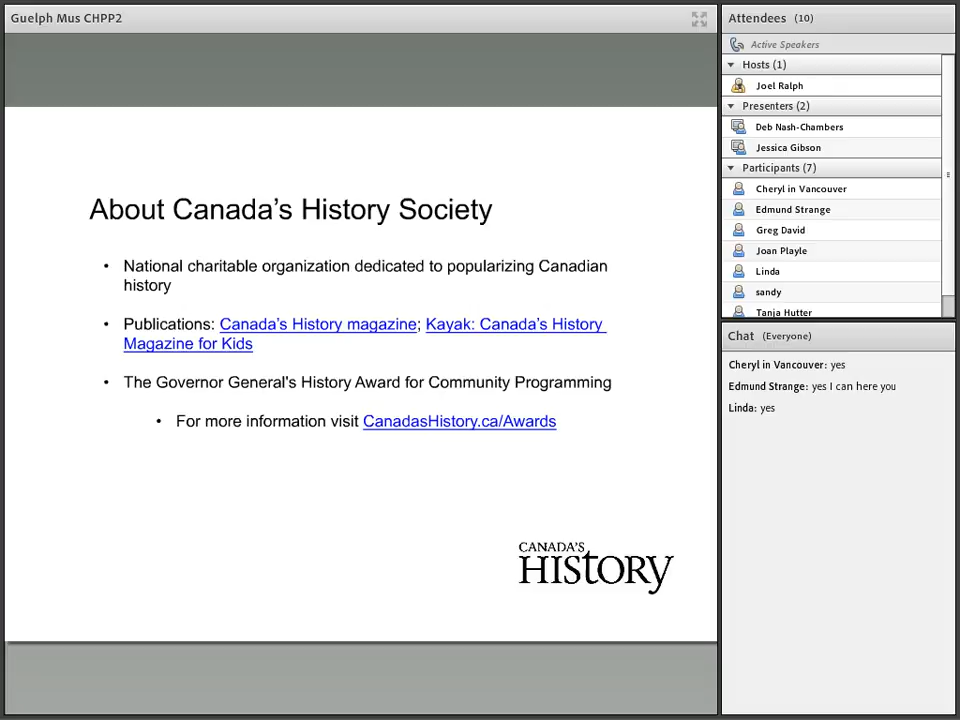 Guelph Mus CHPP2
About Canada's History Society
• National charitable organization dedicated to popularizing Canadian
history
• Publications: Canada's History magazine; Kayak: Canada's History
Magazine for Kids
• The Governor General's History Award for Community Programming
• For more information visit CanadasHistory.ca/Awards
CANADA'S
HISTORY
Attendees (10)
Active Speakers
Hosts (1)
Joel Ralph
Presenters (2)
Deb Nash-Chambers
Jessica Gibson
Participants (7)
Cheryl in Vancouver
Edmund Strange
Greg David
Joan Playle
Linda
sandy
Tanja Hutter
Chat (Everyone)
Cheryl in Vancouver: yes
Edmund Strange: yes I can here you
Linda: yes